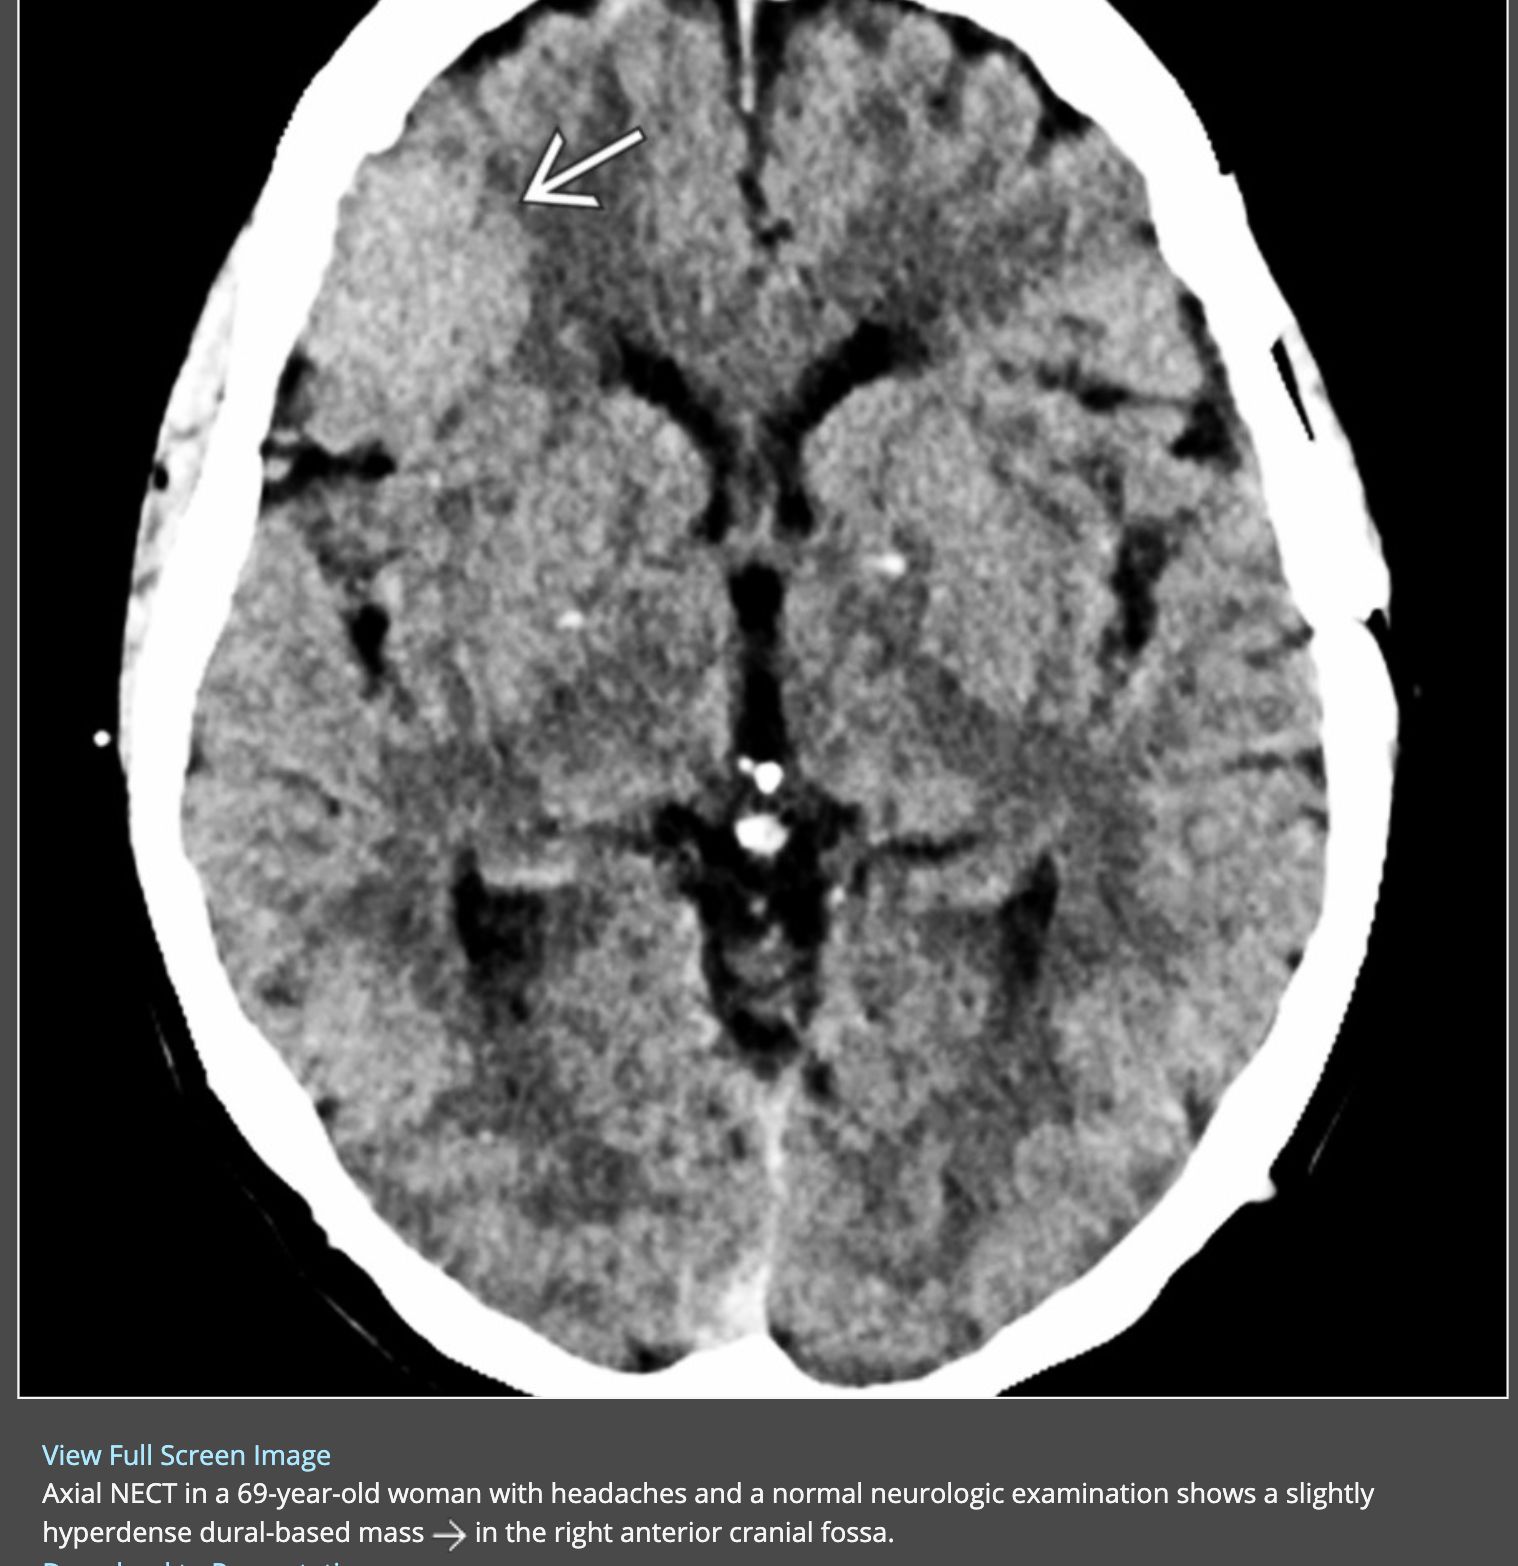 View Full Screen Image
Axial NECT in a 69-year-old woman with headaches and a normal neurologic examination shows a slightly
hyperdense dural-based mass → in the right anterior cranial fossa.